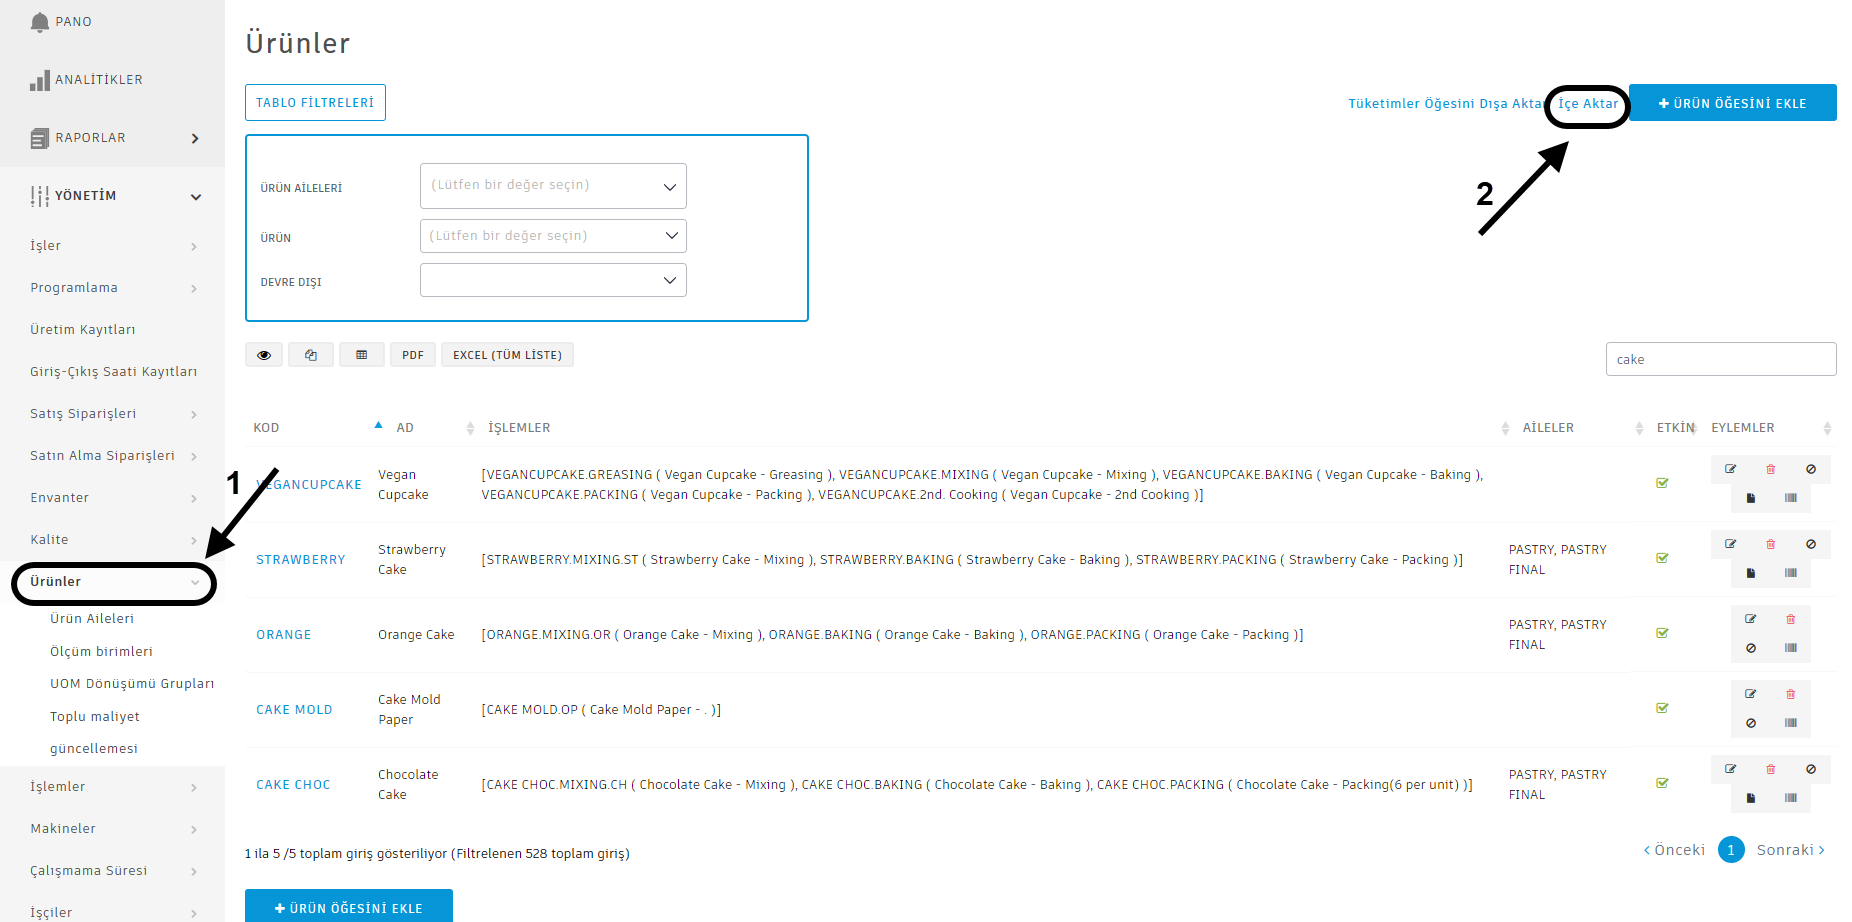 PANO
ANALİTİKLER
RAPORLAR
YÖNETİM
İşler
Programlama
Üretim Kayıtları
Giriş-Çıkış Saati Kayıtları
Satış Siparişleri
Satın Alma Siparişleri
Envanter
Kalite
1
Ürünler
Ürün Aileleri
Ölçüm birimleri
UOM Dönüşümü Grupları
Toplu maliyet
güncellemesi
İşlemler
Makineler
Çalışmama Süresi
İşçiler
Ürünler
TABLO FİLTRELERİ
Tüketimler Öğesini Dışa Aktar İçe Aktar
+ ÜRÜN ÖĞESİNİ EKLE
2
ÜRÜN AİLELERİ (Lütfen bir değer seçin)
ÜRÜN (Lütfen bir değer seçin)
DEVRE DIŞI
PDF EXCEL (TÜM LİSTE)
cake
KOD AD İŞLEMLER AİLELER ETKİN EYLEMLER
VEGANCUPCAKE
Vegan
Cupcake
[VEGANCUPCAKE.GREASING ( Vegan Cupcake - Greasing ), VEGANCUPCAKE.MIXING ( Vegan Cupcake - Mixing ), VEGANCUPCAKE.BAKING ( Vegan Cupcake - Baking ),
VEGANCUPCAKE.PACKING ( Vegan Cupcake - Packing ), VEGANCUPCAKE.2nd. Cooking ( Vegan Cupcake - 2nd Cooking )]
STRAWBERRY
Strawberry
Cake
[STRAWBERRY.MIXING.ST ( Strawberry Cake - Mixing ), STRAWBERRY.BAKING ( Strawberry Cake - Baking ), STRAWBERRY.PACKING ( Strawberry Cake - Packing )]
PASTRY, PASTRY
FINAL
ORANGE
Orange Cake
[ORANGE.MIXING.OR ( Orange Cake - Mixing ), ORANGE.BAKING ( Orange Cake - Baking ), ORANGE.PACKING ( Orange Cake - Packing )]
PASTRY, PASTRY
FINAL
CAKE MOLD
Cake Mold
Paper
[CAKE MOLD.OP ( Cake Mold Paper - . )]
CAKE CHOC
Chocolate
Cake
[CAKE CHOC.MIXING.CH ( Chocolate Cake - Mixing ), CAKE CHOC.BAKING ( Chocolate Cake - Baking ), CAKE CHOC.PACKING ( Chocolate Cake - Packing(6 per unit) )]
PASTRY, PASTRY
FINAL
1 ila 5 /5 toplam giriş gösteriliyor (Filtrelenen 528 toplam giriş)
‹ Önceki 1 Sonraki ›
+ ÜRÜN ÖĞESİNİ EKLE